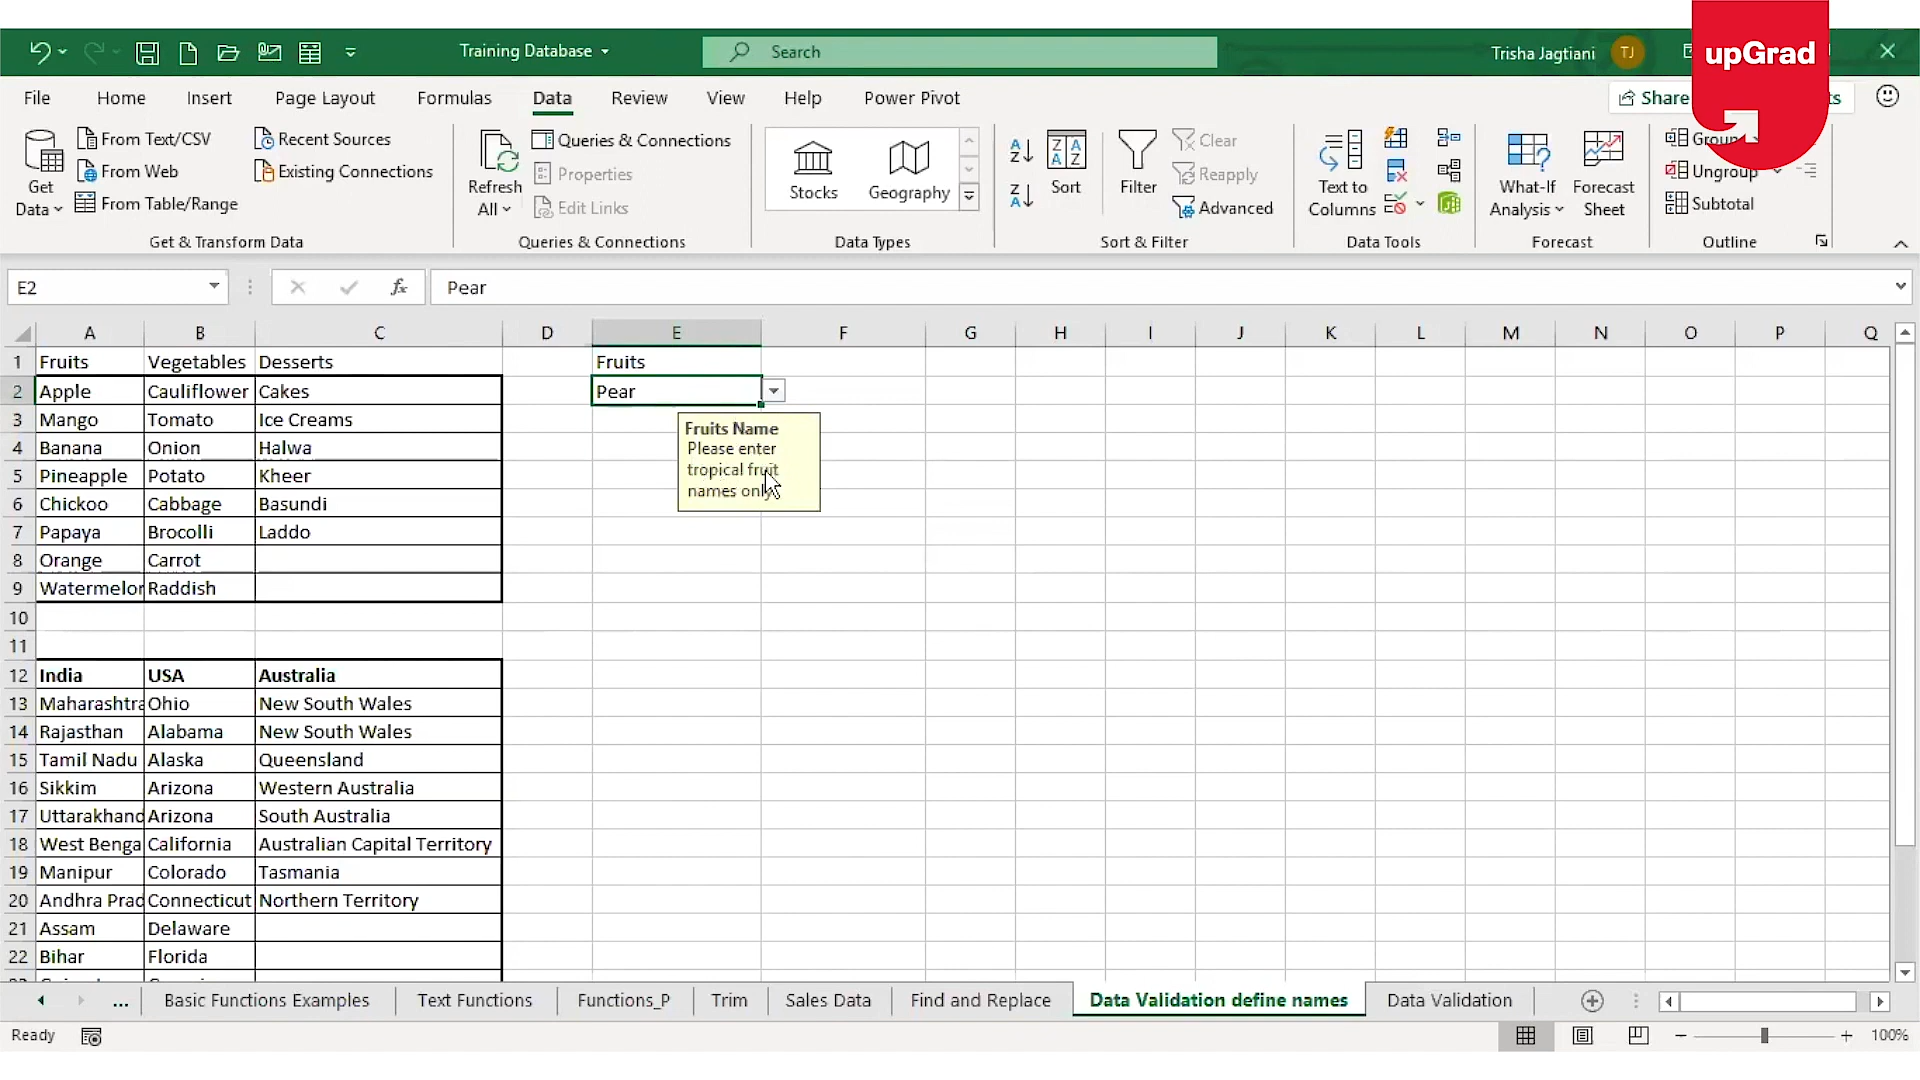 Training Database
Search
Trisha Jagtiani
TJ
upGrad
File
Home
Insert
Page Layout
Formulas
Data
Review
View
Help
Power Pivot
Share
From Text/CSV
Recent Sources
From Web
Existing Connections
From Table/Range
Get
Data
Get & Transform Data
Refresh
All
Queries & Connections
Properties
Edit Links
Queries & Connections
Stocks
Geography
Data Types
Sort
Filter
Clear
Reapply
Advanced
Sort & Filter
Text to
Columns
Data Tools
What-If
Analysis
Forecast
Sheet
Forecast
Ungroup
Subtotal
Outline
E2
fx
Pear
A B C D E F G H I J K L M N O P Q
1 Fruits Vegetables Desserts Fruits
2 Apple Cauliflower Cakes Pear
3 Mango Tomato Ice Creams
4 Banana Onion Halwa
5 Pineapple Potato Kheer
6 Chickoo Cabbage Basundi
7 Papaya Brocolli Laddo
8 Orange Carrot
9 Watermelon Raddish
10
11
12 India USA Australia
13 Maharashtra Ohio New South Wales
14 Rajasthan Alabama New South Wales
15 Tamil Nadu Alaska Queensland
16 Sikkim Arizona Western Australia
17 Uttarakhand Arizona South Australia
18 West Benga California Australian Capital Territory
19 Manipur Colorado Tasmania
20 Andhra Prad Connecticut Northern Territory
21 Assam Delaware
22 Bihar Florida
Fruits Name
Please enter
tropical fruit
names only
...
Basic Functions Examples
Text Functions
Functions_P
Trim
Sales Data
Find and Replace
Data Validation define names
Data Validation
Ready
100%